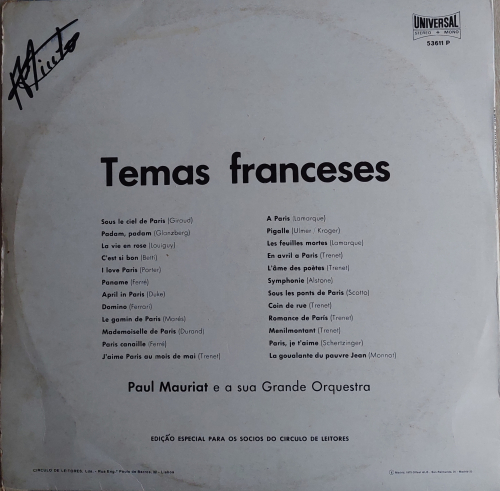 UNIVERSAL
STEREO + MONO
53611 P
Temas franceses
Sous le ciel de Paris (Giraud)
Padam, padam (Glanzberg)
La vie en rose (Louiguy)
C'est si bon (Betti)
I love Paris (Porter)
Paname (Ferré)
April in Paris (Duke)
Domino (Ferrari)
Le gamin de Paris (Marès)
Mademoiselle de Paris (Durand)
Paris canaille (Ferré)
J'aime Paris au mois de mai (Trenet)
A Paris (Lamarque)
Pigalle (Ulmer / Kroger)
Les feuilles mortes (Lamarque)
En avril a Paris (Trenet)
L'âme des poètes (Trenet)
Symphonie (Alstone)
Sous les ponts de Paris (Scotto)
Coin de rue (Trenet)
Romance de Paris (Trenet)
Menilmontant (Trenet)
Paris, je t'aime (Schertzinger)
La goualante du pauvre Jean (Monnot)
Paul Mauriat e a sua Grande Orquestra
EDIÇÃO ESPECIAL PARA OS SOCIOS DO CIRCULO DE LEITORES
CIRCULO DE LEITORES Lda.